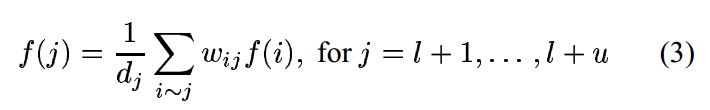 f(j) = \frac{1}{d_j} \sum_{i \sim j} w_{ij} f(i), for j = l + 1, . . . , l + u (3)